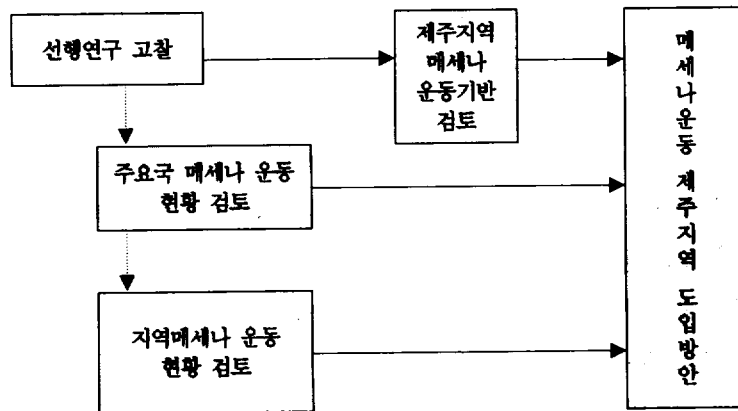 선행연구 고찰
제주지역
메세나
운동기반
검토
주요국 메세나 운동
현황 검토
지역메세나 운동
현황 검토
메세나운동 제주지역 도입방안